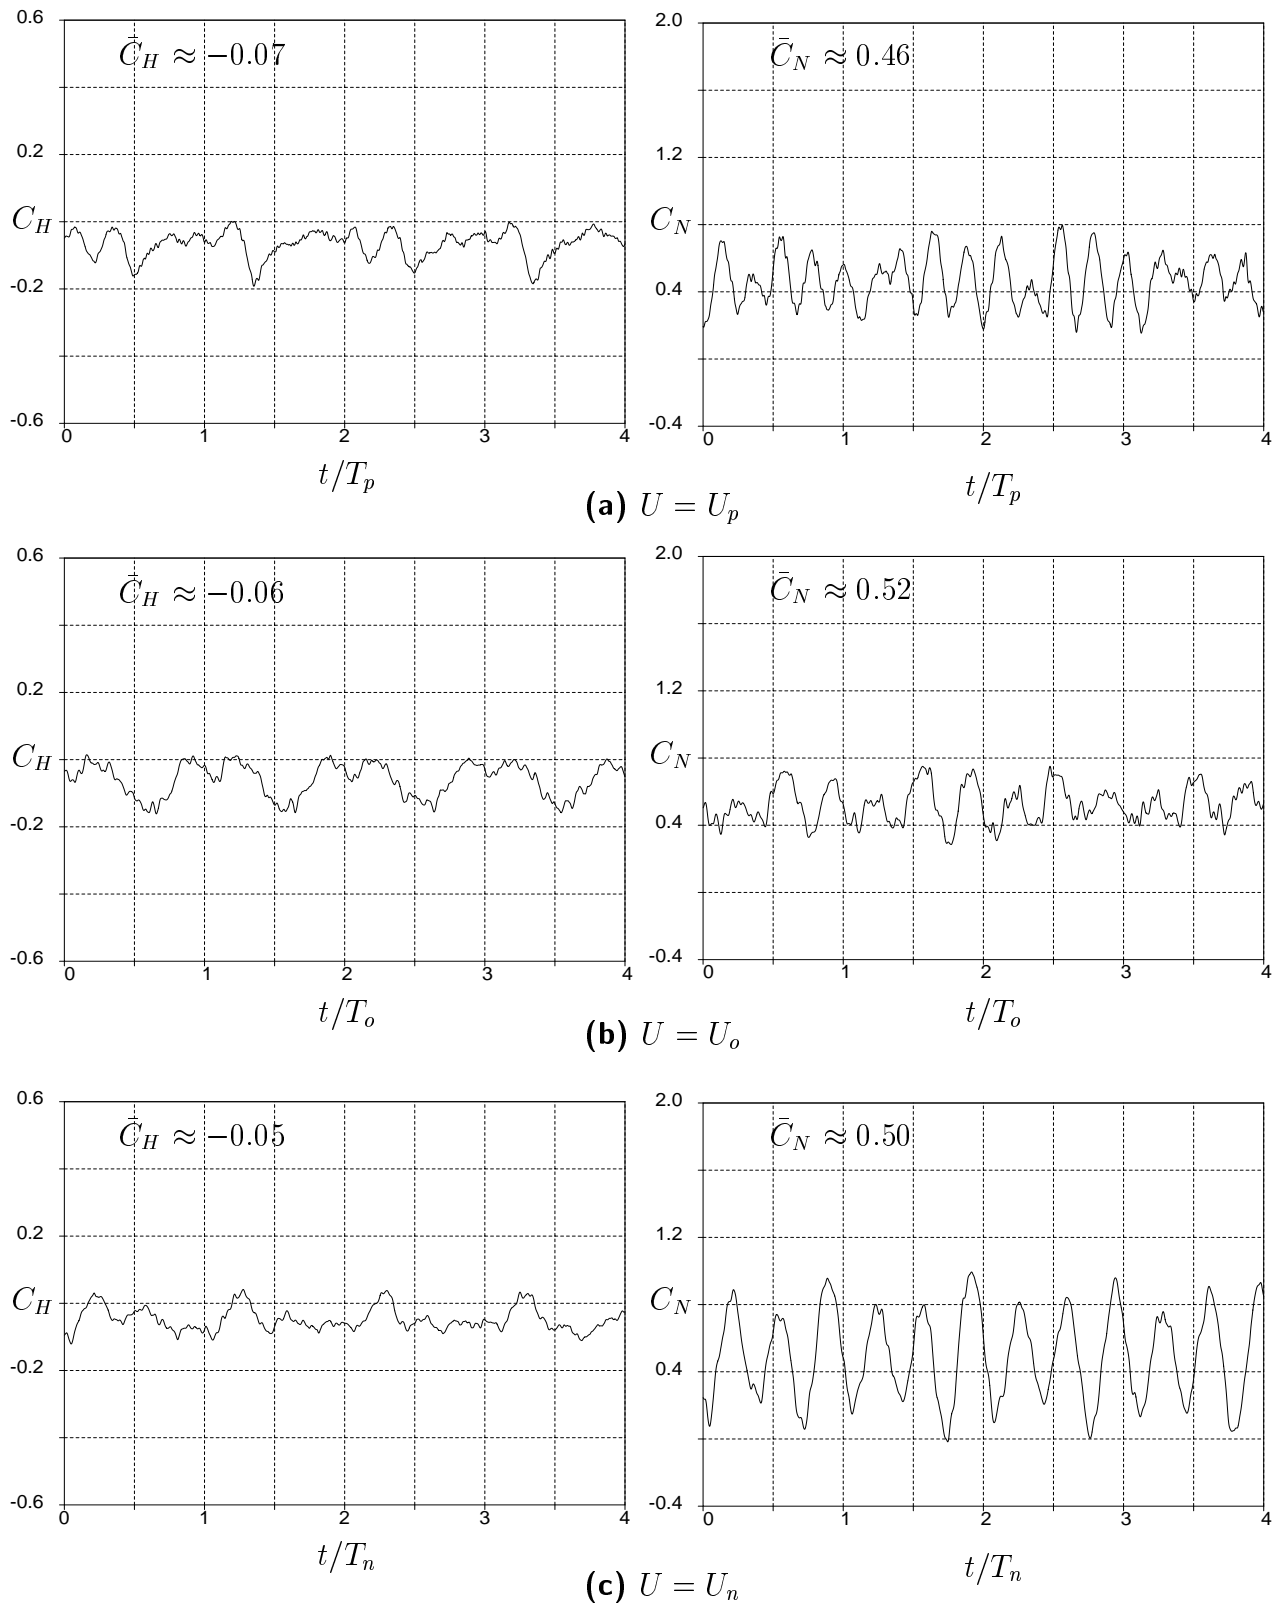 0.6
C̄_H ≈ −0.07
0.2
C_H
-0.2
-0.6
0 1 2 3 4
t/T_p
2.0
C̄_N ≈ 0.46
1.2
C_N
0.4
-0.4
0 1 2 3 4
t/T_p
(a) U = U_p
0.6
C̄_H ≈ −0.06
0.2
C_H
-0.2
-0.6
0 1 2 3 4
t/T_o
2.0
C̄_N ≈ 0.52
1.2
C_N
0.4
-0.4
0 1 2 3 4
t/T_o
(b) U = U_o
0.6
C̄_H ≈ −0.05
0.2
C_H
-0.2
-0.6
0 1 2 3 4
t/T_n
2.0
C̄_N ≈ 0.50
1.2
C_N
0.4
-0.4
0 1 2 3 4
t/T_n
(c) U = U_n